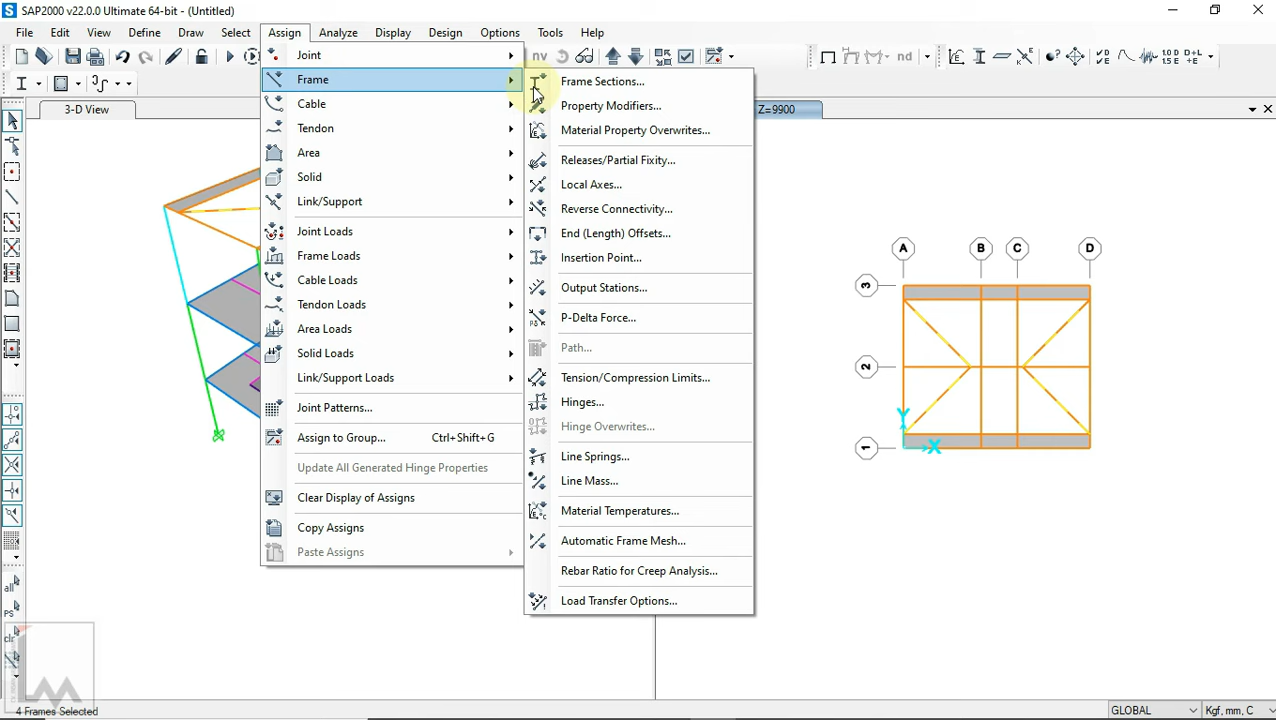 SAP2000 v22.0.0 Ultimate 64-bit - (Untitled)
File Edit View Define Draw Select Assign Analyze Display Design Options Tools Help
nv
nd
3-D View
Z=9900
Joint
Frame
Cable
Tendon
Area
Solid
Link/Support
Joint Loads
Frame Loads
Cable Loads
Tendon Loads
Area Loads
Solid Loads
Link/Support Loads
Joint Patterns...
Assign to Group... Ctrl+Shift+G
Update All Generated Hinge Properties
Clear Display of Assigns
Copy Assigns
Paste Assigns
Frame Sections...
Property Modifiers...
Material Property Overwrites...
Releases/Partial Fixity...
Local Axes...
Reverse Connectivity...
End (Length) Offsets...
Insertion Point...
Output Stations...
P-Delta Force...
Path...
Tension/Compression Limits...
Hinges...
Hinge Overwrites...
Line Springs...
Line Mass...
Material Temperatures...
Automatic Frame Mesh...
Rebar Ratio for Creep Analysis...
Load Transfer Options...
A B C D
3
2
1
Y
X
all
ps
clr
4 Frames Selected
GLOBAL
Kgf, mm, C